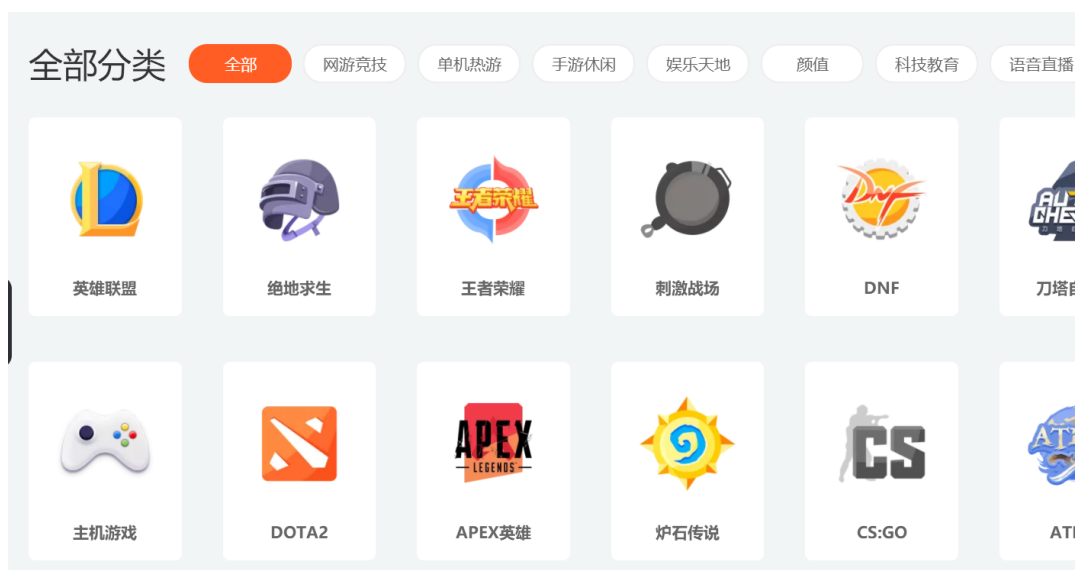 全部分类 全部 网游竞技 单机热游 手游休闲 娱乐天地 颜值 科技教育 语音直播
王者荣耀 DNF
英雄联盟 绝地求生 王者荣耀 刺激战场 DNF
APEX
LEGENDS
CS
主机游戏 DOTA2 APEX英雄 炉石传说 CS:GO